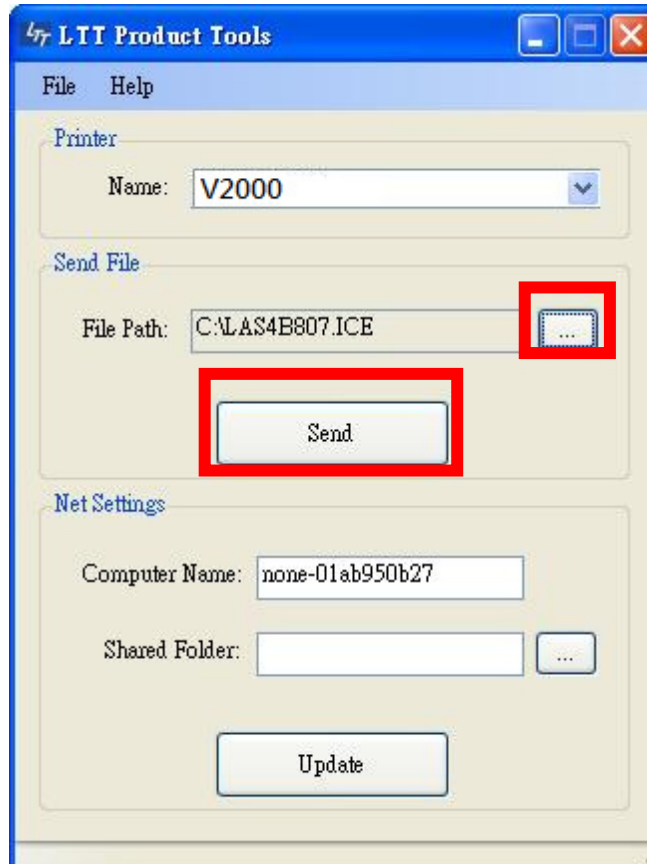 LTT LTT Product Tools
File Help
Printer
Name: V2000
Send File
File Path: C:\LAS4B807.ICE ...
Send
Net Settings
Computer Name: none-01ab950b27
Shared Folder: ...
Update